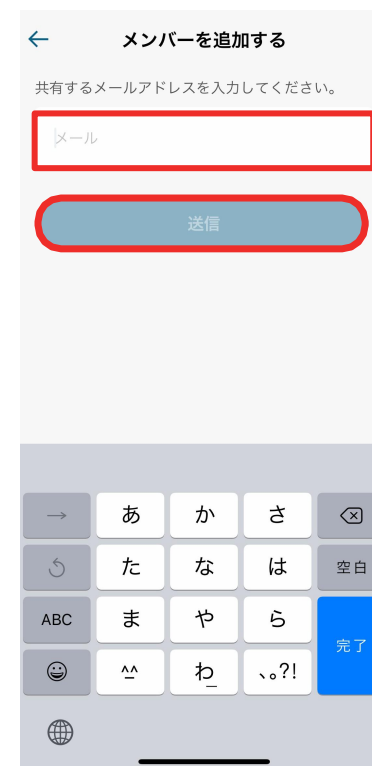 メンバーを追加する
共有するメールアドレスを入力してください。
メール
送信
→ あ か さ
た な は 空白
ABC ま や ら 完了
^^ わ_ 、。?!